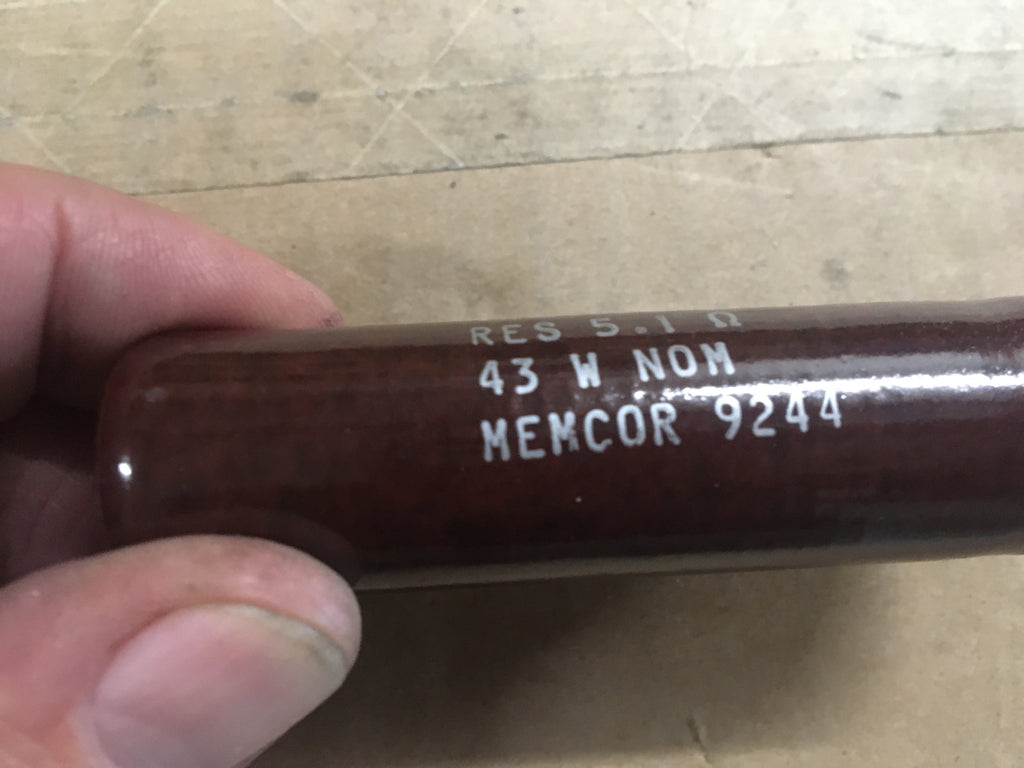 RES 5.1 Ω
43 W NOM
MEMCOR 9244